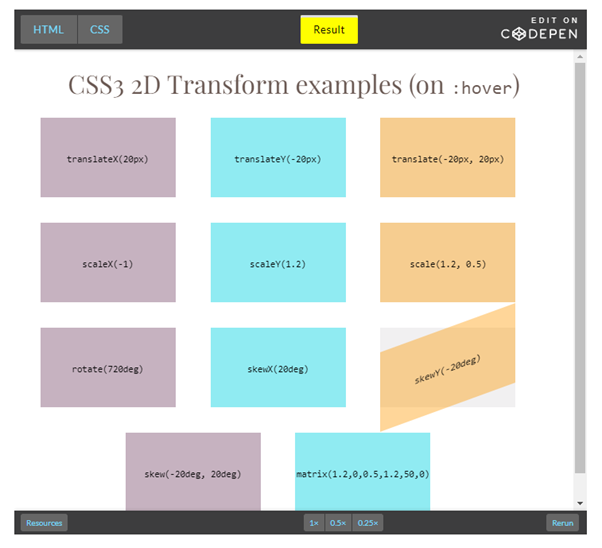 HTML CSS Result EDIT ON
CODEPEN
CSS3 2D Transform examples (on :hover)
translateX(20px) translateY(-20px) translate(-20px, 20px)
scaleX(-1) scaleY(1.2) scale(1.2, 0.5)
rotate(720deg) skewX(20deg) skewY(-20deg)
skew(-20deg, 20deg) matrix(1.2,0,0.5,1.2,50,0)
Resources 1× 0.5× 0.25× Rerun